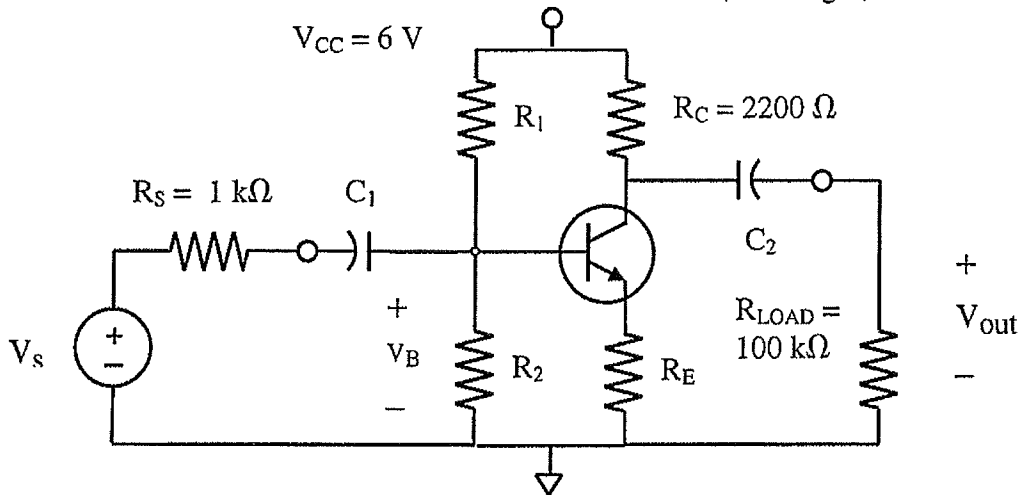 V_CC = 6 V
R_1
R_C = 2200 Ω
R_S = 1 kΩ
C_1
C_2
+
V_S
+
−
+
V_B
−
R_2
R_E
R_LOAD =
100 kΩ
+
V_out
−